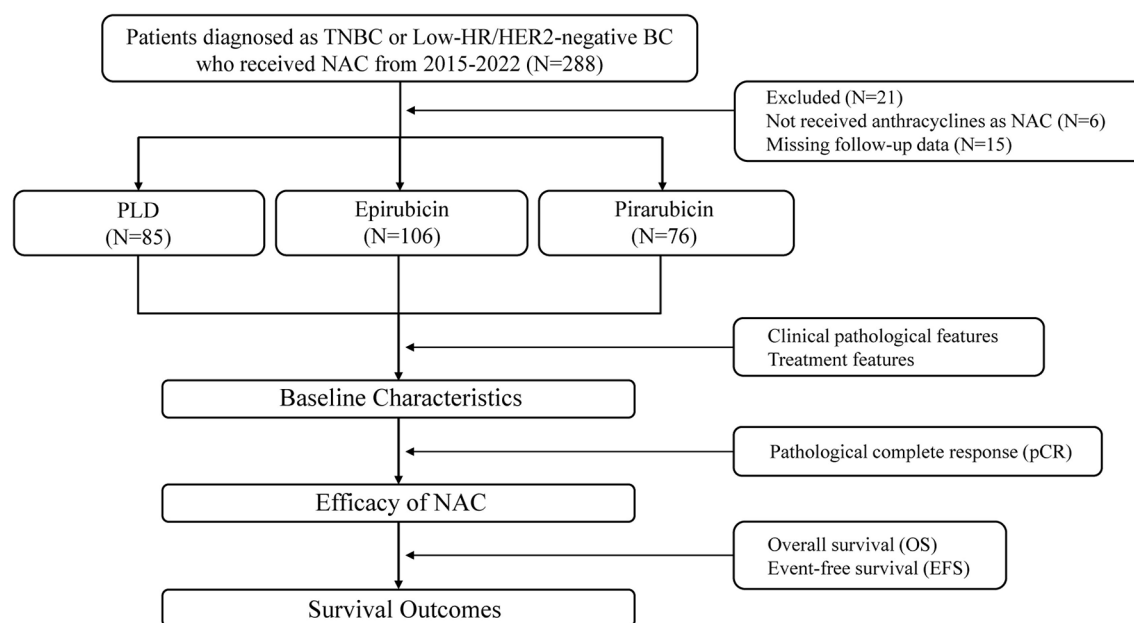 Patients diagnosed as TNBC or Low-HR/HER2-negative BC
who received NAC from 2015-2022 (N=288)
Excluded (N=21)
Not received anthracyclines as NAC (N=6)
Missing follow-up data (N=15)
PLD
(N=85)
Epirubicin
(N=106)
Pirarubicin
(N=76)
Clinical pathological features
Treatment features
Baseline Characteristics
Pathological complete response (pCR)
Efficacy of NAC
Overall survival (OS)
Event-free survival (EFS)
Survival Outcomes